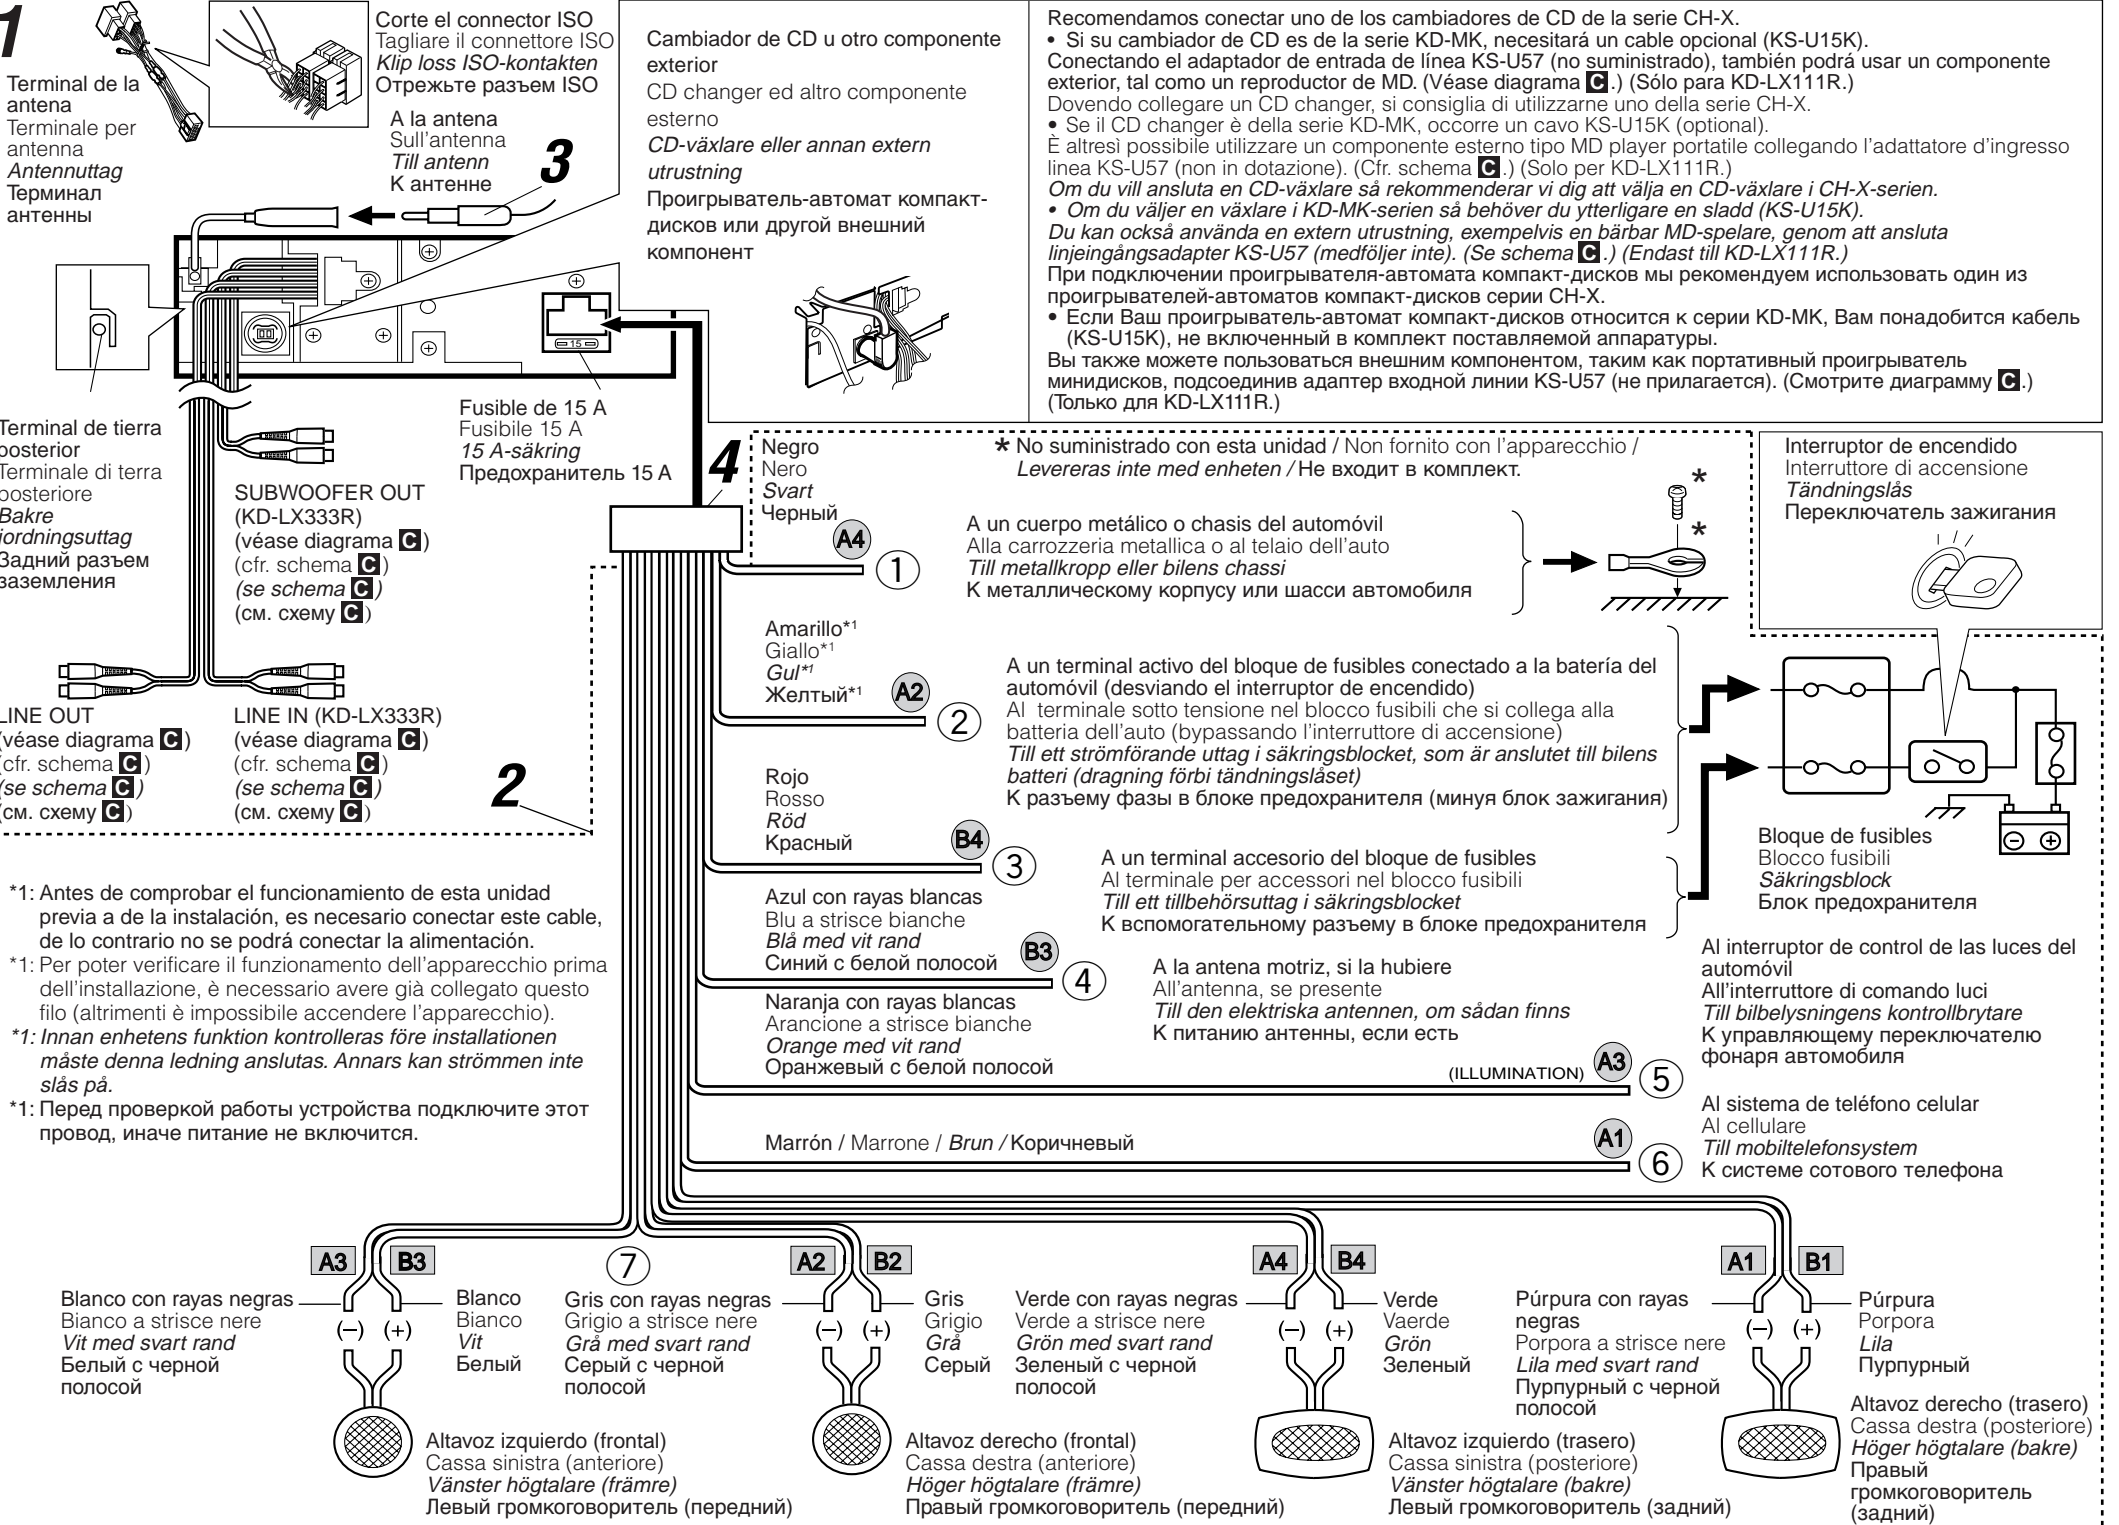 1
Corte el connector ISO
Tagliare il connettore ISO
Klip loss ISO-kontakten
Отрежьте разъем ISO
Terminal de la
antena
Terminale per
antenna
Antennuttag
Терминал
антенны
A la antena
Sull'antenna
Till antenn
К антенне
3
Cambiador de CD u otro componente
exterior
CD changer ed altro componente
esterno
CD-växlare eller annan extern
utrustning
Проигрыватель-автомат компакт-
дисков или другой внешний
компонент
Recomendamos conectar uno de los cambiadores de CD de la serie CH-X.
• Si su cambiador de CD es de la serie KD-MK, necesitará un cable opcional (KS-U15K).
Conectando el adaptador de entrada de línea KS-U57 (no suministrado), también podrá usar un componente
exterior, tal como un reproductor de MD. (Véase diagrama C.) (Sólo para KD-LX111R.)
Dovendo collegare un CD changer, si consiglia di utilizzarne uno della serie CH-X.
• Se il CD changer è della serie KD-MK, occorre un cavo KS-U15K (optional).
È altresì possibile utilizzare un componente esterno tipo MD player portatile collegando l'adattatore d'ingresso
linea KS-U57 (non in dotazione). (Cfr. schema C.) (Solo per KD-LX111R.)
Om du vill ansluta en CD-växlare så rekommenderar vi dig att välja en CD-växlare i CH-X-serien.
• Om du väljer en växlare i KD-MK-serien så behöver du ytterligare en sladd (KS-U15K).
Du kan också använda en extern utrustning, exempelvis en bärbar MD-spelare, genom att ansluta
linjeingångsadapter KS-U57 (medföljer inte). (Se schema C.) (Endast till KD-LX111R.)
При подключении проигрывателя-автомата компакт-дисков мы рекомендуем использовать один из
проигрывателей-автоматов компакт-дисков серии CH-X.
• Если Ваш проигрыватель-автомат компакт-дисков относится к серии KD-MK, Вам понадобится кабель
(KS-U15K), не включенный в комплект поставляемой аппаратуры.
Вы также можете пользоваться внешним компонентом, таким как портативный проигрыватель
минидисков, подсоединив адаптер входной линии KS-U57 (не прилагается). (Смотрите диаграмму C.)
(Только для KD-LX111R.)
15
Fusible de 15 A
Fusibile 15 A
15 A-säkring
Предохранитель 15 A
4
Terminal de tierra
posterior
Terminale di terra
posteriore
Bakre
jordningsuttag
Задний разъем
заземления
SUBWOOFER OUT
(KD-LX333R)
(véase diagrama C)
(cfr. schema C)
(se schema C)
(см. схему C)
LINE OUT
(véase diagrama C)
(cfr. schema C)
(se schema C)
(см. схему C)
LINE IN (KD-LX333R)
(véase diagrama C)
(cfr. schema C)
(se schema C)
(см. схему C)
2
Negro
Nero
Svart
Черный
A4
1
* No suministrado con esta unidad / Non fornito con l'apparecchio /
Levereras inte med enheten / Не входит в комплект.
A un cuerpo metálico o chasis del automóvil
Alla carrozzeria metallica o al telaio dell'auto
Till metallkropp eller bilens chassi
К металлическому корпусу или шасси автомобиля
*
*
Interruptor de encendido
Interruttore di accensione
Tändningslås
Переключатель зажигания
Amarillo*1
Giallo*1
Gul*1
Желтый*1
A2
2
A un terminal activo del bloque de fusibles conectado a la batería del
automóvil (desviando el interruptor de encendido)
Al terminale sotto tensione nel blocco fusibili che si collega alla
batteria dell'auto (bypassando l'interruttore di accensione)
Till ett strömförande uttag i säkringsblocket, som är anslutet till bilens
batteri (dragning förbi tändningslåset)
К разъему фазы в блоке предохранителя (минуя блок зажигания)
Rojo
Rosso
Röd
Красный
B4
3
A un terminal accesorio del bloque de fusibles
Al terminale per accessori nel blocco fusibili
Till ett tillbehörsuttag i säkringsblocket
К вспомогательному разъему в блоке предохранителя
Bloque de fusibles
Blocco fusibili
Säkringsblock
Блок предохранителя
*1: Antes de comprobar el funcionamiento de esta unidad
previa a de la instalación, es necesario conectar este cable,
de lo contrario no se podrá conectar la alimentación.
*1: Per poter verificare il funzionamento dell'apparecchio prima
dell'installazione, è necessario avere già collegato questo
filo (altrimenti è impossibile accendere l'apparecchio).
*1: Innan enhetens funktion kontrolleras före installationen
måste denna ledning anslutas. Annars kan strömmen inte
slås på.
*1: Перед проверкой работы устройства подключите этот
провод, иначе питание не включится.
Azul con rayas blancas
Blu a strisce bianche
Blå med vit rand
Синий с белой полосой
B3
4
A la antena motriz, si la hubiere
All'antenna, se presente
Till den elektriska antennen, om sådan finns
К питанию антенны, если есть
Naranja con rayas blancas
Arancione a strisce bianche
Orange med vit rand
Оранжевый с белой полосой
(ILLUMINATION)
A3
5
Al interruptor de control de las luces del
automóvil
All'interruttore di comando luci
Till bilbelysningens kontrollbrytare
К управляющему переключателю
фонаря автомобиля
Marrón / Marrone / Brun / Коричневый
A1
6
Al sistema de teléfono celular
Al cellulare
Till mobiltelefonsystem
К системе сотового телефона
7
A3
B3
Blanco con rayas negras
Bianco a strisce nere
Vit med svart rand
Белый с черной
полосой
(−) (+)
Blanco
Bianco
Vit
Белый
Altavoz izquierdo (frontal)
Cassa sinistra (anteriore)
Vänster högtalare (främre)
Левый громкоговоритель (передний)
A2
B2
Gris con rayas negras
Grigio a strisce nere
Grå med svart rand
Серый с черной
полосой
(−) (+)
Gris
Grigio
Grå
Серый
Altavoz derecho (frontal)
Cassa destra (anteriore)
Höger högtalare (främre)
Правый громкоговоритель (передний)
A4
B4
Verde con rayas negras
Verde a strisce nere
Grön med svart rand
Зеленый с черной
полосой
(−) (+)
Verde
Vaerde
Grön
Зеленый
Altavoz izquierdo (trasero)
Cassa sinistra (posteriore)
Vänster högtalare (bakre)
Левый громкоговоритель (задний)
A1
B1
Púrpura con rayas
negras
Porpora a strisce nere
Lila med svart rand
Пурпурный с черной
полосой
(−) (+)
Púrpura
Porpora
Lila
Пурпурный
Altavoz derecho (trasero)
Cassa destra (posteriore)
Höger högtalare (bakre)
Правый
громкоговоритель
(задний)